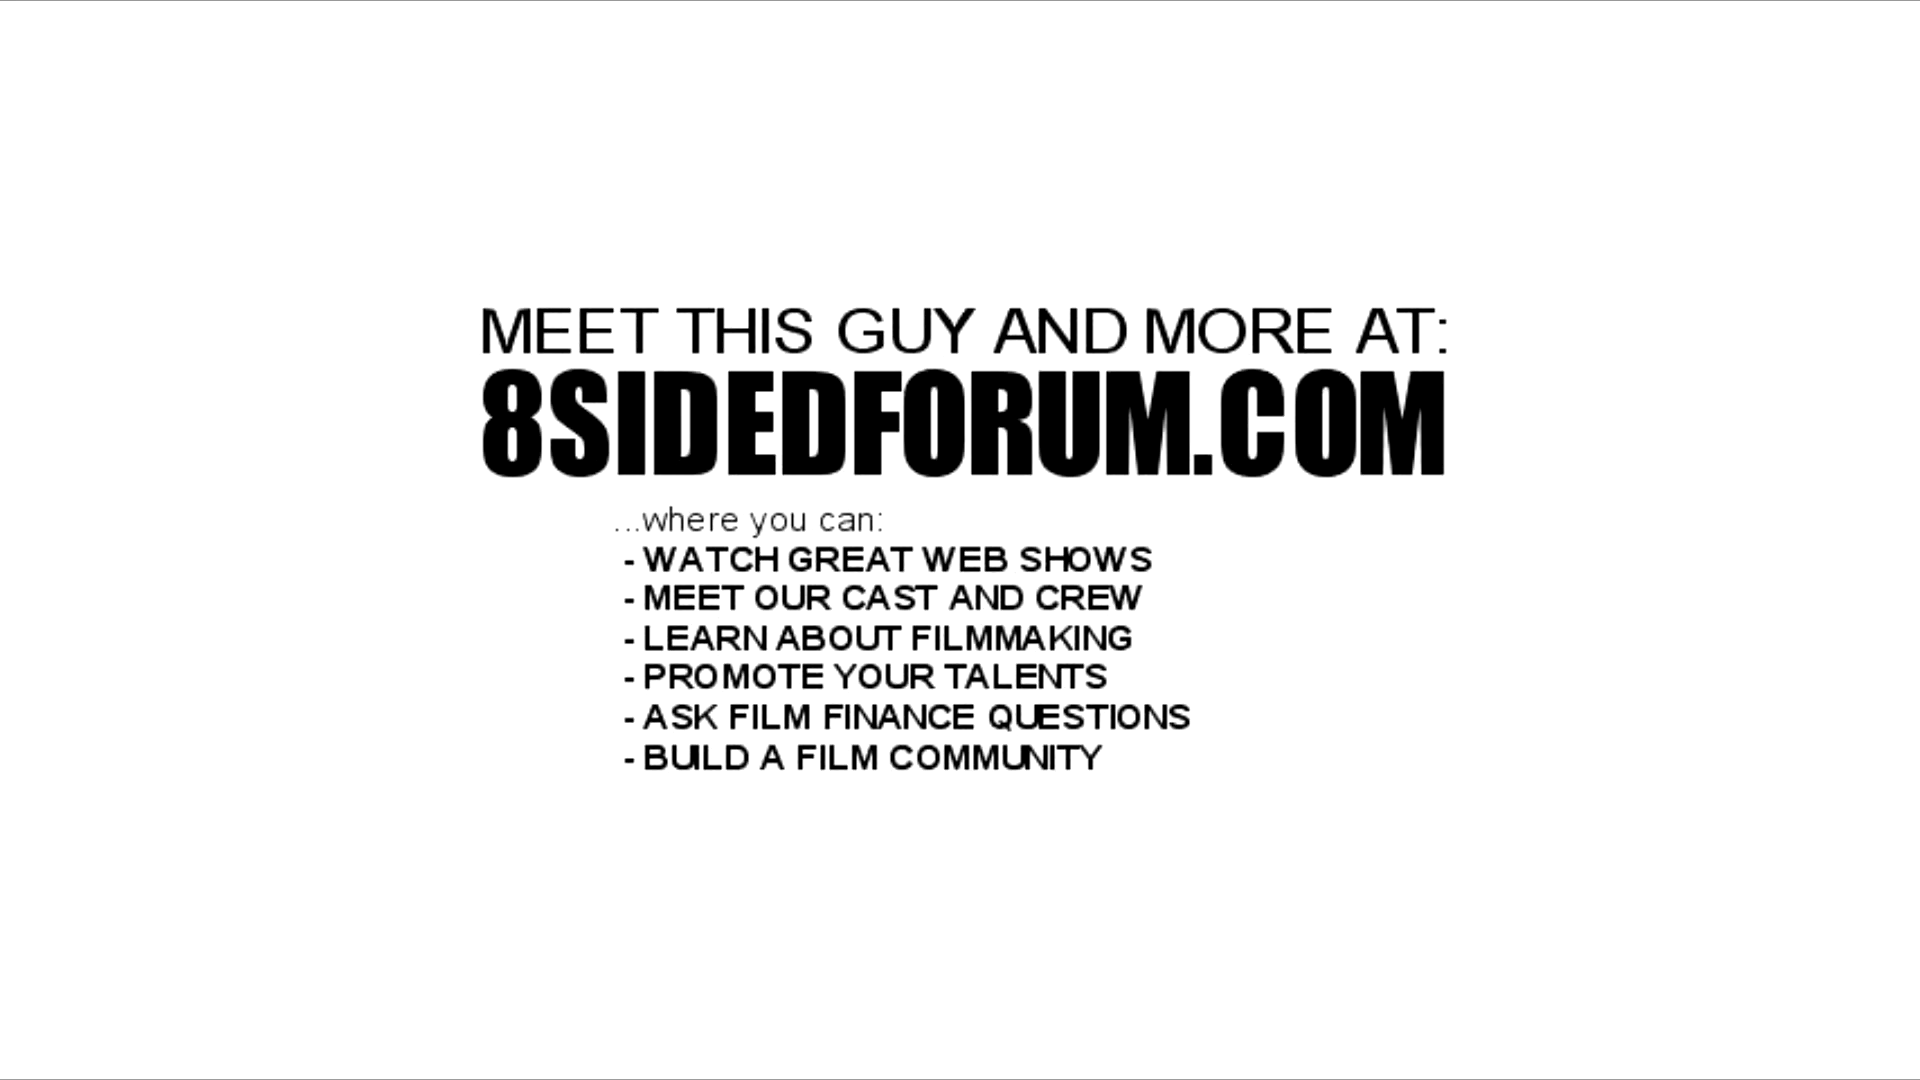 MEET THIS GUY AND MORE AT:
8SIDEDFORUM.COM
...where you can:
- WATCH GREAT WEB SHOWS
- MEET OUR CAST AND CREW
- LEARN ABOUT FILMMAKING
- PROMOTE YOUR TALENTS
- ASK FILM FINANCE QUESTIONS
- BUILD A FILM COMMUNITY